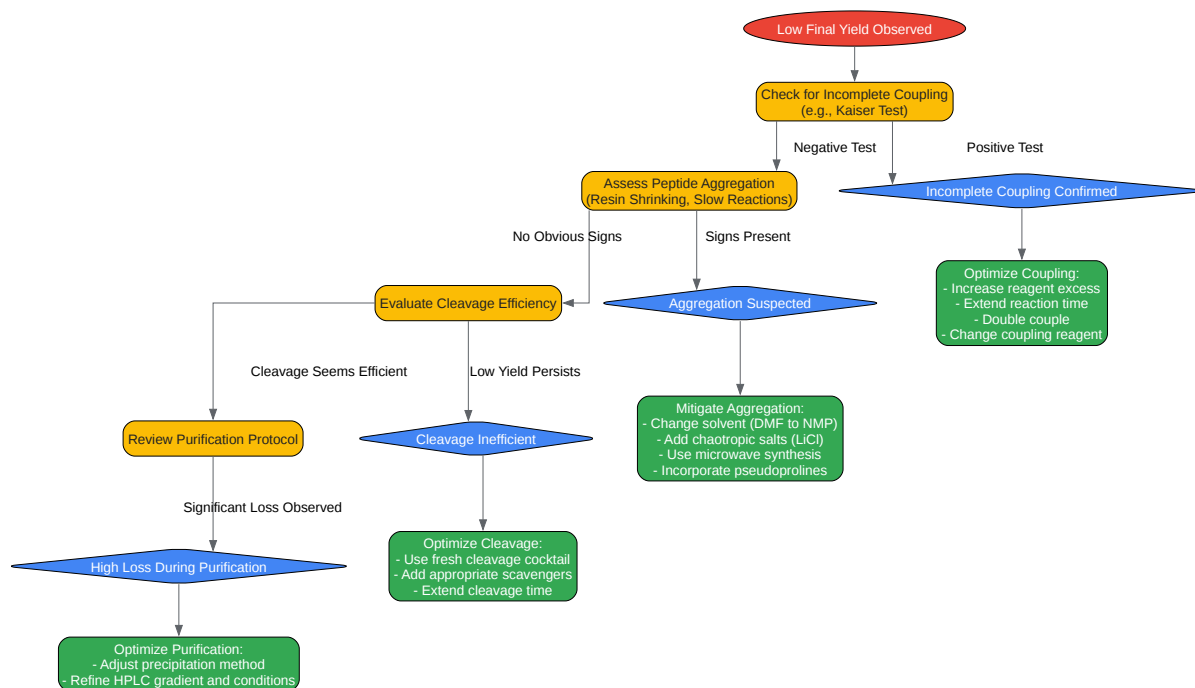 Low Final Yield Observed
Check for Incomplete Coupling
(e.g., Kaiser Test)
Negative Test
Positive Test
Assess Peptide Aggregation
(Resin Shrinking, Slow Reactions)
Incomplete Coupling Confirmed
No Obvious Signs
Signs Present
Optimize Coupling:
- Increase reagent excess
- Extend reaction time
- Double couple
- Change coupling reagent
Evaluate Cleavage Efficiency
Aggregation Suspected
Cleavage Seems Efficient
Low Yield Persists
Mitigate Aggregation:
- Change solvent (DMF to NMP)
- Add chaotropic salts (LiCl)
- Use microwave synthesis
- Incorporate pseudoprolines
Review Purification Protocol
Cleavage Inefficient
Significant Loss Observed
Optimize Cleavage:
- Use fresh cleavage cocktail
- Add appropriate scavengers
- Extend cleavage time
High Loss During Purification
Optimize Purification:
- Adjust precipitation method
- Refine HPLC gradient and conditions